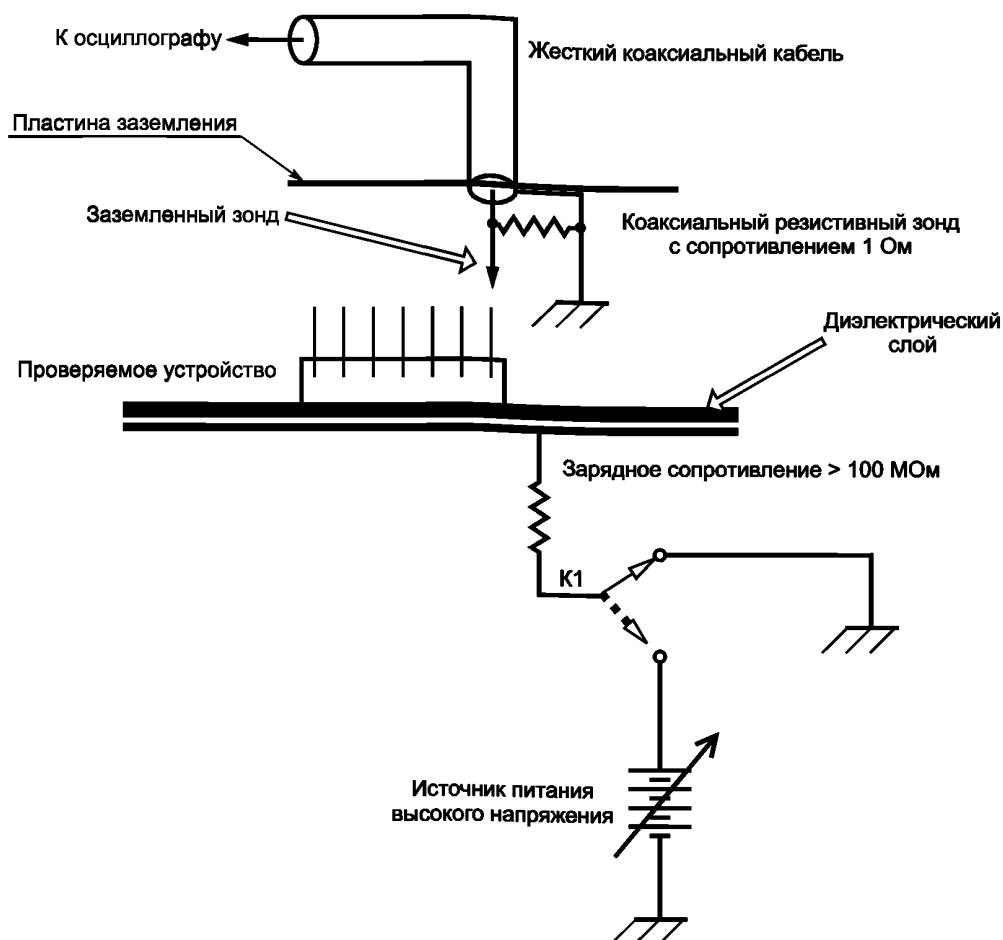 К осциллографу
Жесткий коаксиальный кабель
Пластина заземления
Заземленный зонд
Коаксиальный резистивный зонд
с сопротивлением 1 Ом
Диэлектрический
слой
Проверяемое устройство
Зарядное сопротивление > 100 МОм
К1
Источник питания
высокого напряжения